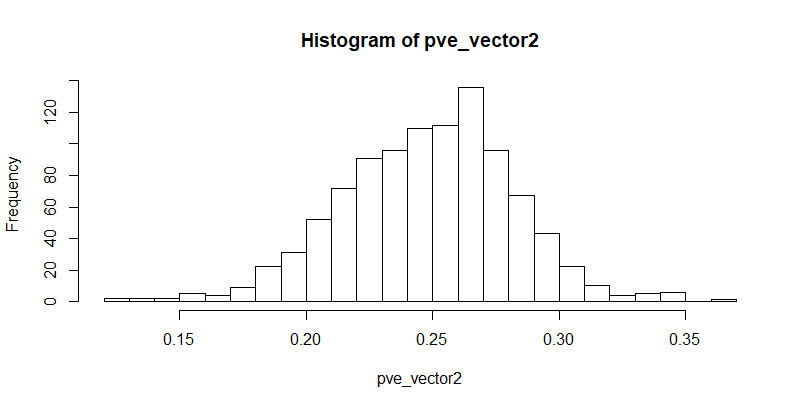 Histogram of pve_vector2
Frequency
0 20 40 60 80 120
0.15 0.20 0.25 0.30 0.35
pve_vector2